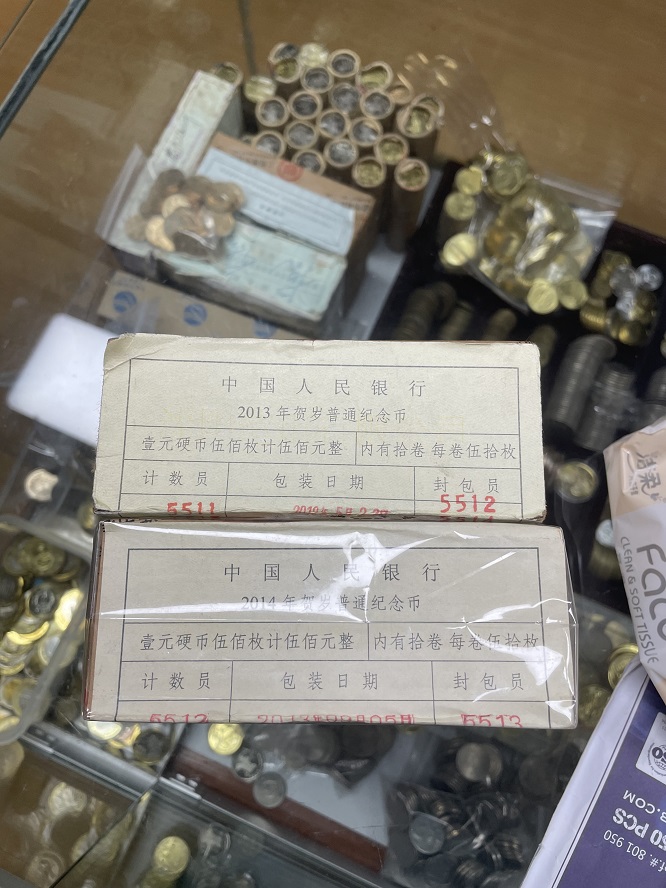 中国人民银行
2013年贺岁普通纪念币
壹元硬币伍佰枚计伍佰元整 内有拾卷 每卷伍拾枚
计数员 包装日期 封包员
5511 5512
中国人民银行
2014年贺岁普通纪念币
壹元硬币伍佰枚计伍佰元整 内有拾卷 每卷伍拾枚
计数员 包装日期 封包员
5512 5513
CLEAN & SOFT TISSUE
.COM
801 950